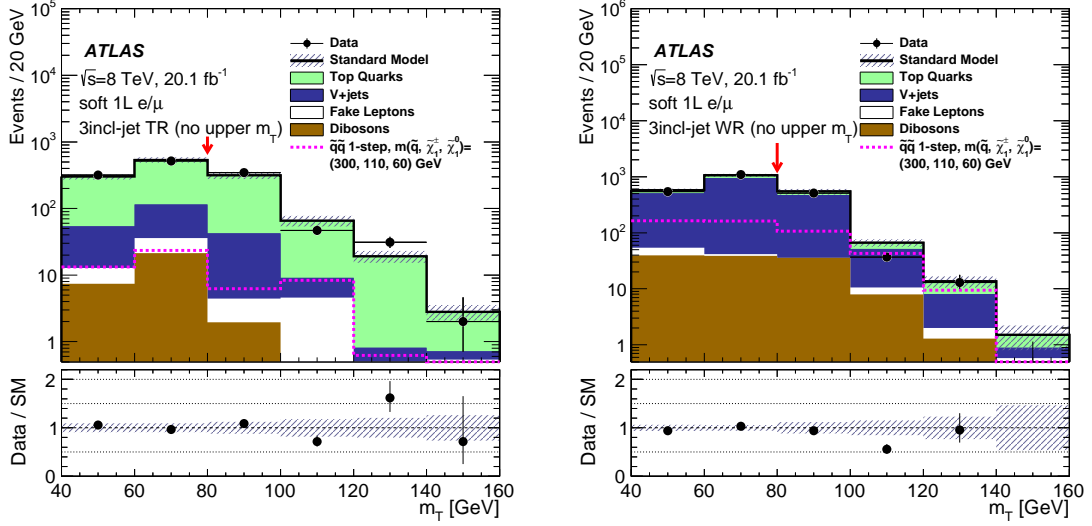 Events / 20 GeV
10⁵
10⁴
10³
10²
10
1
ATLAS
√s=8 TeV, 20.1 fb⁻¹
soft 1L e/μ
3incl-jet TR (no upper m_T)
Data
Standard Model
Top Quarks
V+jets
Fake Leptons
Dibosons
q̃q̃ 1-step, m(q̃, χ̃₁±, χ̃₁⁰)=
(300, 110, 60) GeV
Data / SM
2
1
0
40 60 80 100 120 140 160
m_T [GeV]
Events / 20 GeV
10⁶
10⁵
10⁴
10³
10²
10
1
ATLAS
√s=8 TeV, 20.1 fb⁻¹
soft 1L e/μ
3incl-jet WR (no upper m_T)
Data
Standard Model
Top Quarks
V+jets
Fake Leptons
Dibosons
q̃q̃ 1-step, m(q̃, χ̃₁±, χ̃₁⁰)=
(300, 110, 60) GeV
Data / SM
2
1
0
40 60 80 100 120 140 160
m_T [GeV]